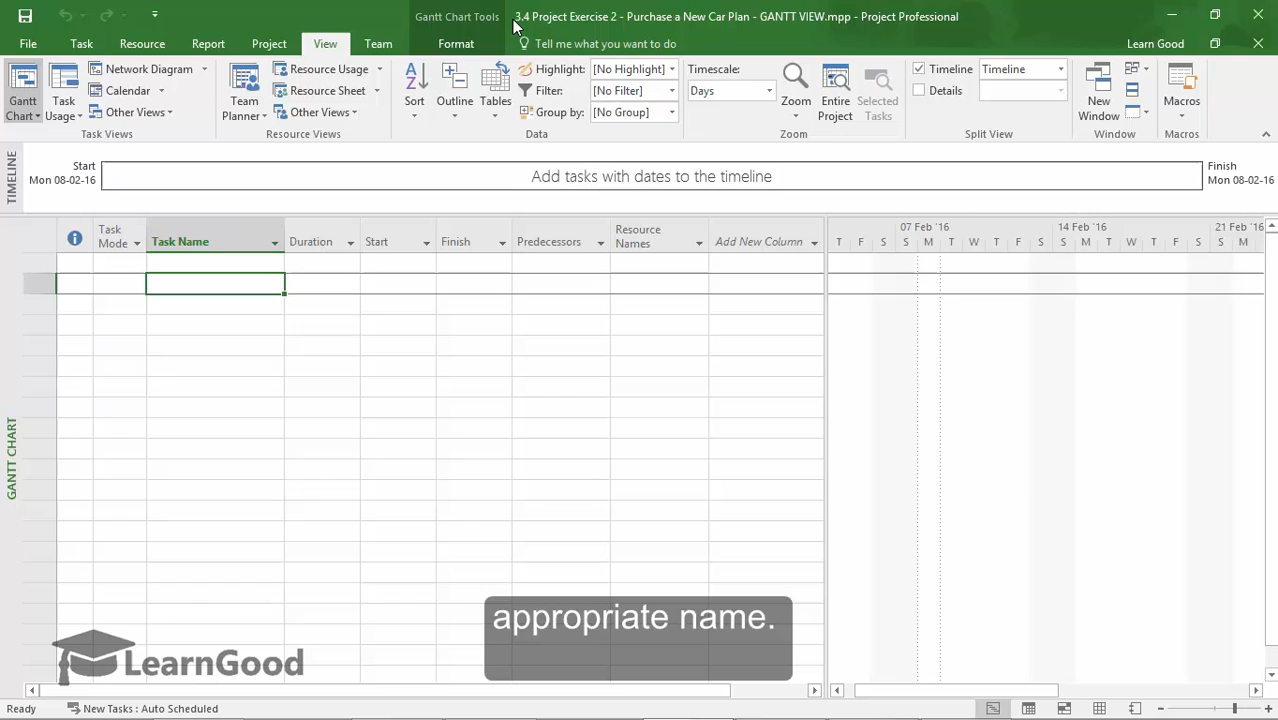 Gantt Chart Tools
3.4 Project Exercise 2 - Purchase a New Car Plan - GANTT VIEW.mpp - Project Professional
File Task Resource Report Project View Team Format Tell me what you want to do Learn Good
Gantt Chart
Task Usage
Network Diagram
Calendar
Other Views
Task Views
Team Planner
Resource Usage
Resource Sheet
Other Views
Resource Views
Sort
Outline
Tables
Highlight: [No Highlight]
Filter: [No Filter]
Group by: [No Group]
Data
Timescale:
Days
Zoom
Entire Project
Selected Tasks
Zoom
Timeline Timeline
Details
Split View
New Window
Window
Macros
Macros
TIMELINE
Start
Mon 08-02-16
Add tasks with dates to the timeline
Finish
Mon 08-02-16
Task Mode
Task Name
Duration
Start
Finish
Predecessors
Resource Names
Add New Column
07 Feb '16 14 Feb '16 21 Feb '16
T F S S M T W T F S S M T W T F S S M
GANTT CHART
appropriate name.
LearnGood
Ready New Tasks : Auto Scheduled